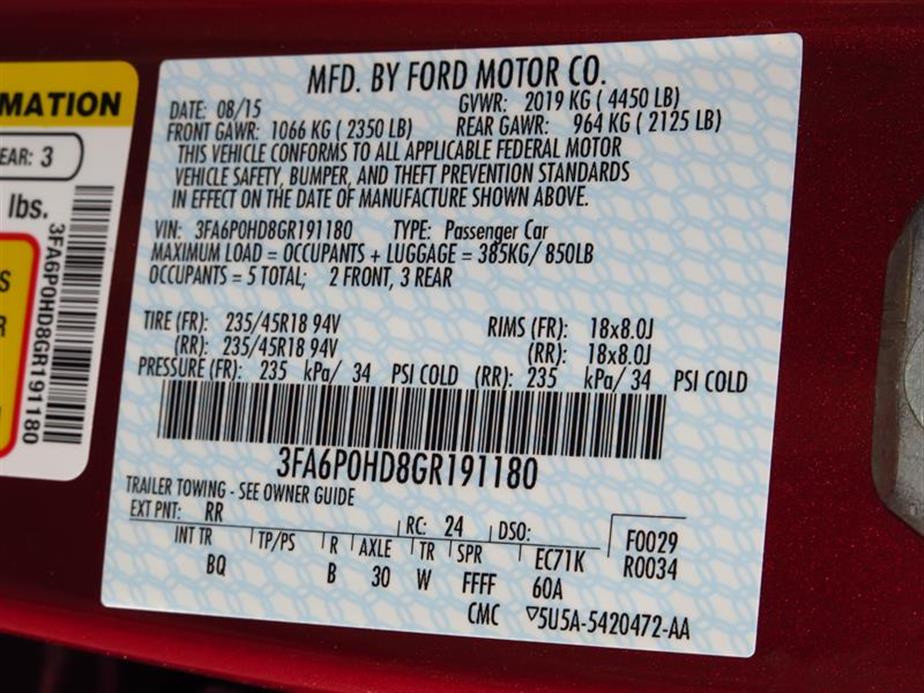 MATION
EAR: 3
lbs.
S
R
3FA6P0HD8GR191180
MFD. BY FORD MOTOR CO.
DATE: 08/15 GVWR: 2019 KG ( 4450 LB)
FRONT GAWR: 1066 KG ( 2350 LB) REAR GAWR: 964 KG ( 2125 LB)
THIS VEHICLE CONFORMS TO ALL APPLICABLE FEDERAL MOTOR
VEHICLE SAFETY, BUMPER, AND THEFT PREVENTION STANDARDS
IN EFFECT ON THE DATE OF MANUFACTURE SHOWN ABOVE.
VIN: 3FA6P0HD8GR191180 TYPE: Passenger Car
MAXIMUM LOAD = OCCUPANTS + LUGGAGE = 385KG/ 850LB
OCCUPANTS = 5 TOTAL; 2 FRONT, 3 REAR
TIRE (FR): 235/45R18 94V RIMS (FR): 18x8.0J
(RR): 235/45R18 94V (RR): 18x8.0J
PRESSURE (FR): 235 kPa/ 34 PSI COLD (RR): 235 kPa/ 34 PSI COLD
3FA6P0HD8GR191180
TRAILER TOWING - SEE OWNER GUIDE
EXT PNT: RR RC: 24 DSO: F0029
INT TR TP/PS R AXLE TR SPR EC71K R0034
BQ B 30 W FFFF 60A
CMC ▽5U5A-5420472-AA